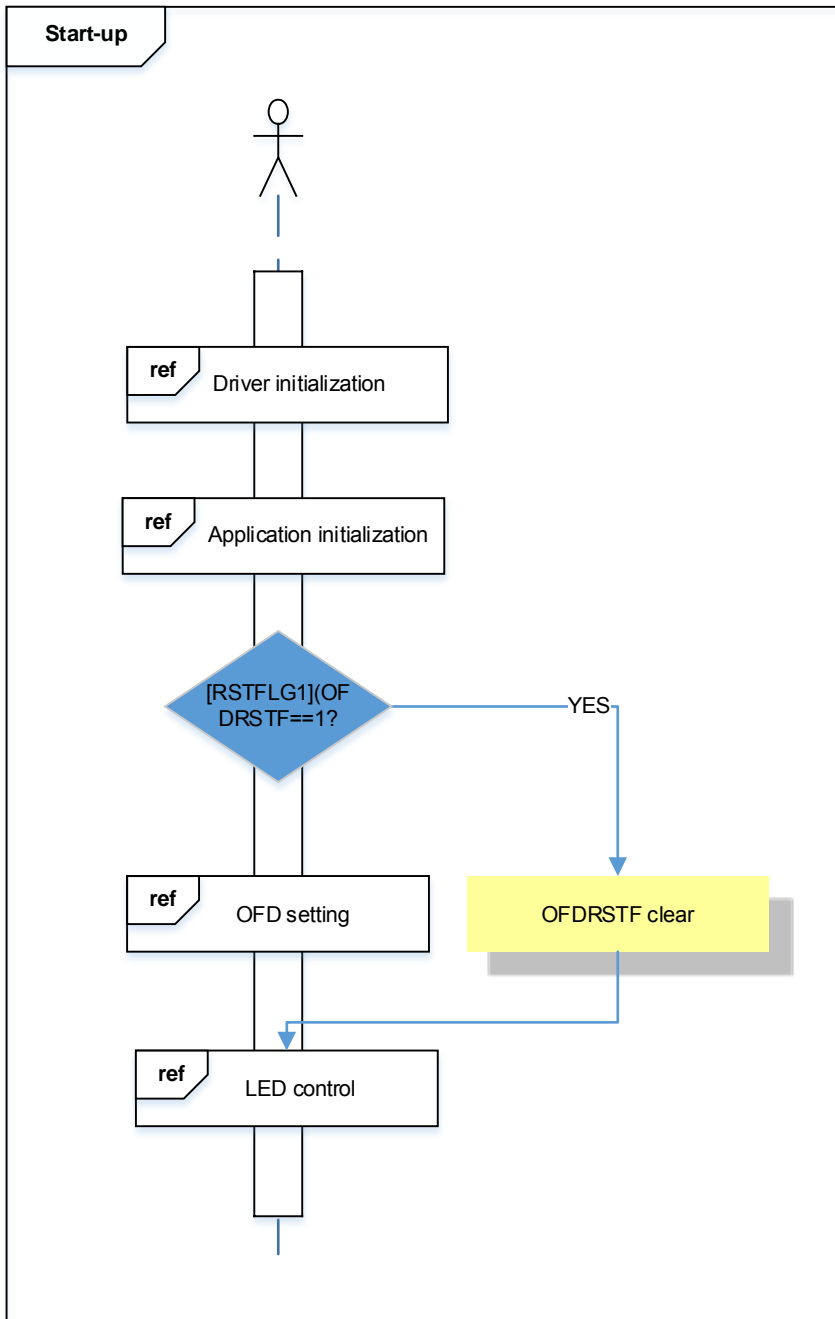 Start-up
ref
Driver initialization
ref
Application initialization
[RSTFLG1](OF
DRSTF==1?
YES
ref
OFD setting
OFDRSTF clear
ref
LED control